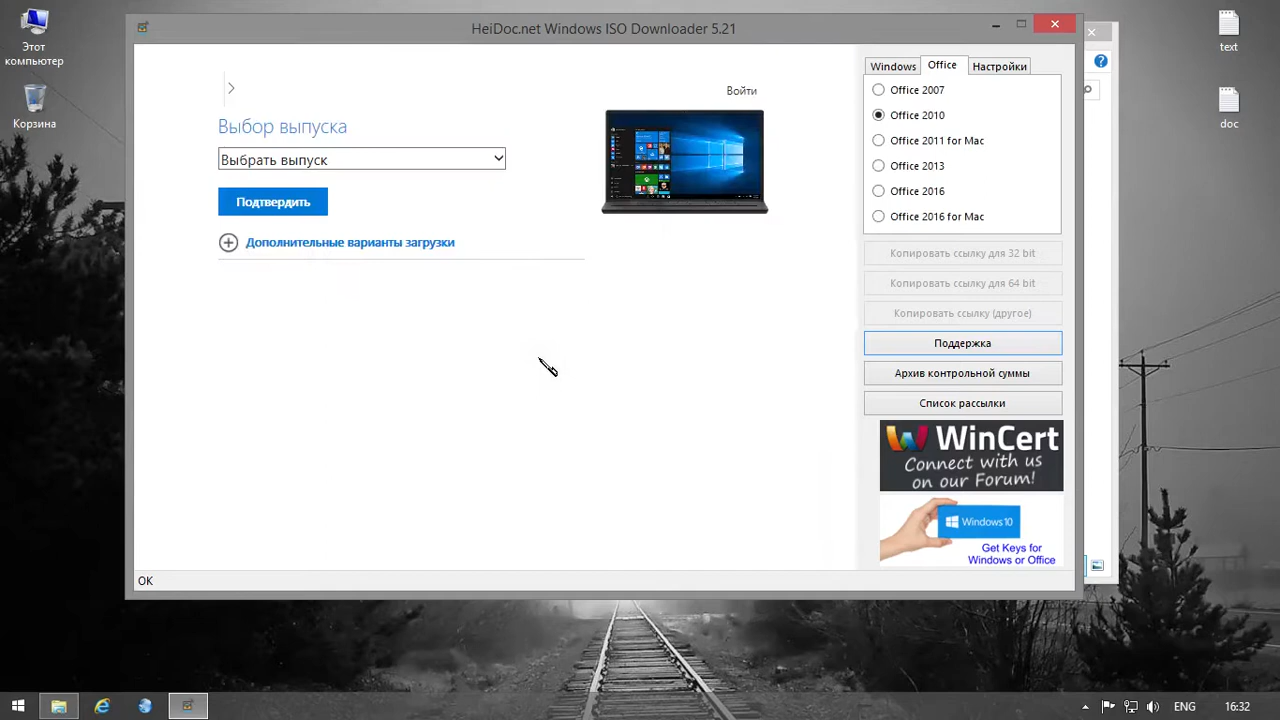 HeiDoc.net Windows ISO Downloader 5.21
Этот
компьютер
Корзина
text
doc
Войти
Выбор выпуска
Выбрать выпуск
Подтвердить
Дополнительные варианты загрузки
Windows
Office
Настройки
Office 2007
Office 2010
Office 2011 for Mac
Office 2013
Office 2016
Office 2016 for Mac
Копировать ссылку для 32 bit
Копировать ссылку для 64 bit
Копировать ссылку (другое)
Поддержка
Архив контрольной суммы
Список рассылки
WinCert
Connect with us
on our Forum!
Windows10
Get Keys for
Windows or Office
OK
ENG
16:32